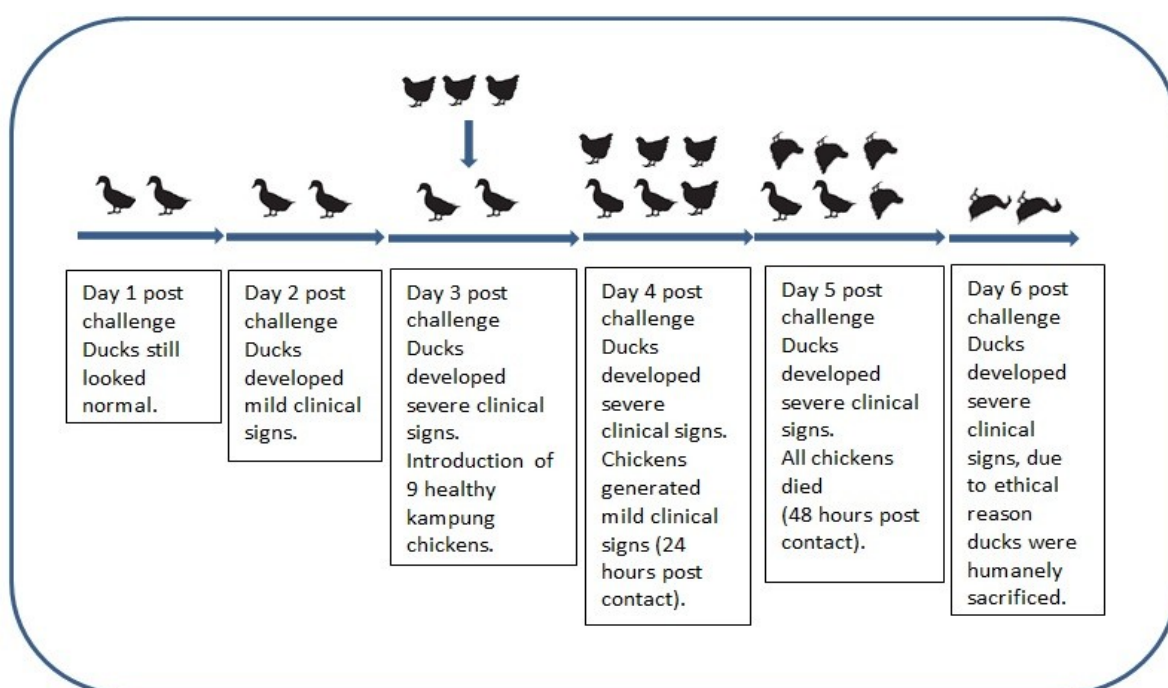 Day 1 post
challenge
Ducks still
looked
normal.
Day 2 post
challenge
Ducks
developed
mild clinical
signs.
Day 3 post
challenge
Ducks
developed
severe clinical
signs.
Introduction of
9 healthy
kampung
chickens.
Day 4 post
challenge
Ducks
developed
severe
clinical signs.
Chickens
generated
mild clinical
signs (24
hours post
contact).
Day 5 post
challenge
Ducks
developed
severe clinical
signs.
All chickens
died
(48 hours post
contact).
Day 6 post
challenge
Ducks
developed
severe
clinical
signs, due
to ethical
reason
ducks were
humanely
sacrificed.